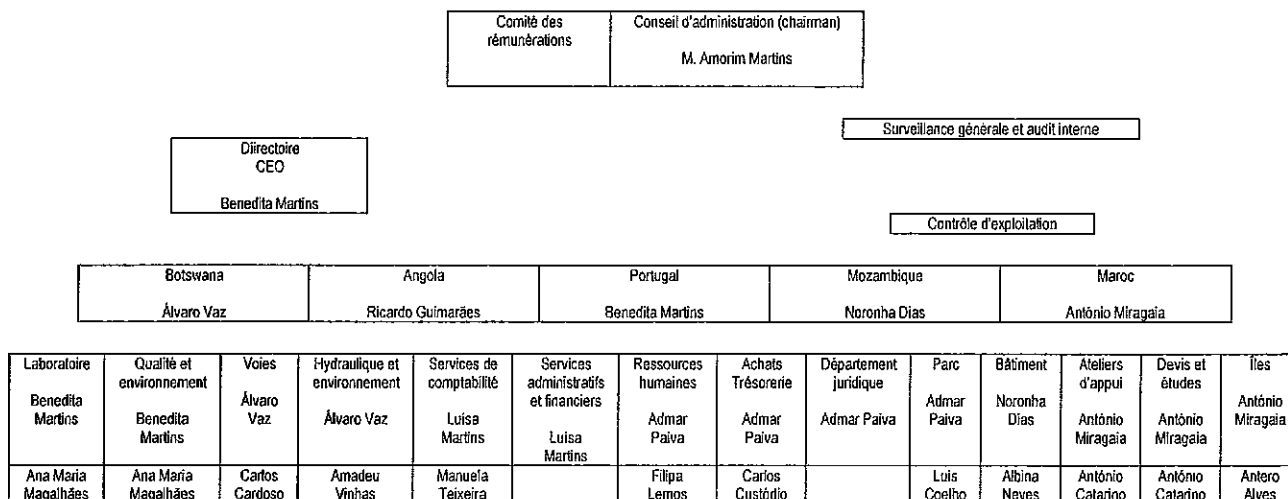 Comité des
rémunérations
Conseil d'administration (chairman)
M. Amorim Martins
Surveillance générale et audit interne
Diirectoire
CEO
Benedita Martins
Contrôle d'exploitation
Botswana
Álvaro Vaz
Angola
Ricardo Guimarães
Portugal
Benedita Martins
Mozambique
Noronha Dias
Maroc
António Miragaia
Laboratoire
Benedita
Martins
Qualité et
environnement
Benedita
Martins
Voies
Álvaro
Vaz
Hydraulique et
environnement
Álvaro Vaz
Services de
comptabilité
Luísa
Martins
Services
administratifs
et financiers
Luísa
Martins
Ressources
humaines
Admar
Paiva
Achats
Trésorerie
Admar
Paiva
Département
juridique
Admar Paiva
Parc
Admar
Paiva
Bâtiment
Noronha
Dias
Ateliers
d'appui
António
Miragaia
Devis et
études
António
Miragaia
Îles
António
Miragaia
Ana Maria
Magalhães
Ana Maria
Magalhães
Carlos
Cardoso
Amadeu
Vinhas
Manuela
Teixeira
Filipa
Lemos
Carlos
Custódio
Luis
Coelho
Albina
Neves
António
Catarino
António
Catarino
Antero
Alves